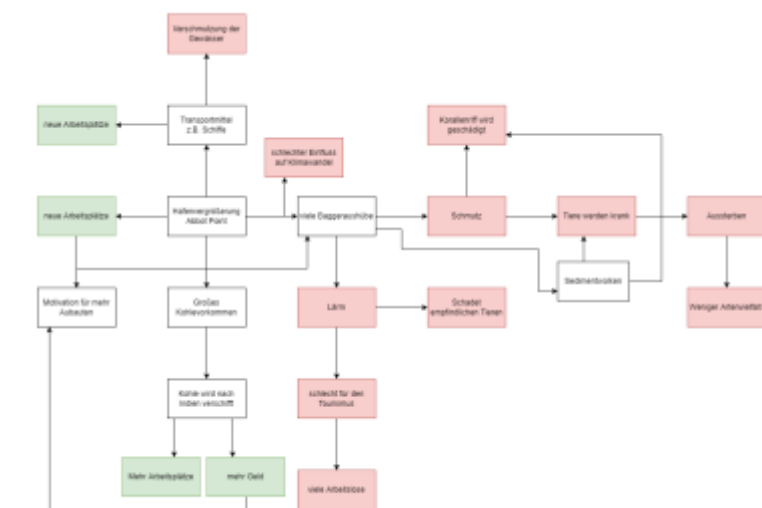 Verschmutzung der
Gewässer
neue Arbeitsplätze
Transportmittel
z.B. Schiffe
schlechter Einfluss
auf Klimawandel
Korallenriff wird
geschädigt
neue Arbeitsplätze
Hafenvergrößerung
Abbot Point
viele Baggeraushübe
Schmutz
Tiere werden krank
Aussterben
Motivation für mehr
Großes
Kohlevorkommen
Lärm
Schadet
empfindlichen Tieren
Sedimentwolken
Weniger Artenvielfalt
Kohle wird nach
Indien verschifft
schlecht für den
Tourismus
Mehr Arbeitsplätze
mehr Geld
viele Arbeitslose